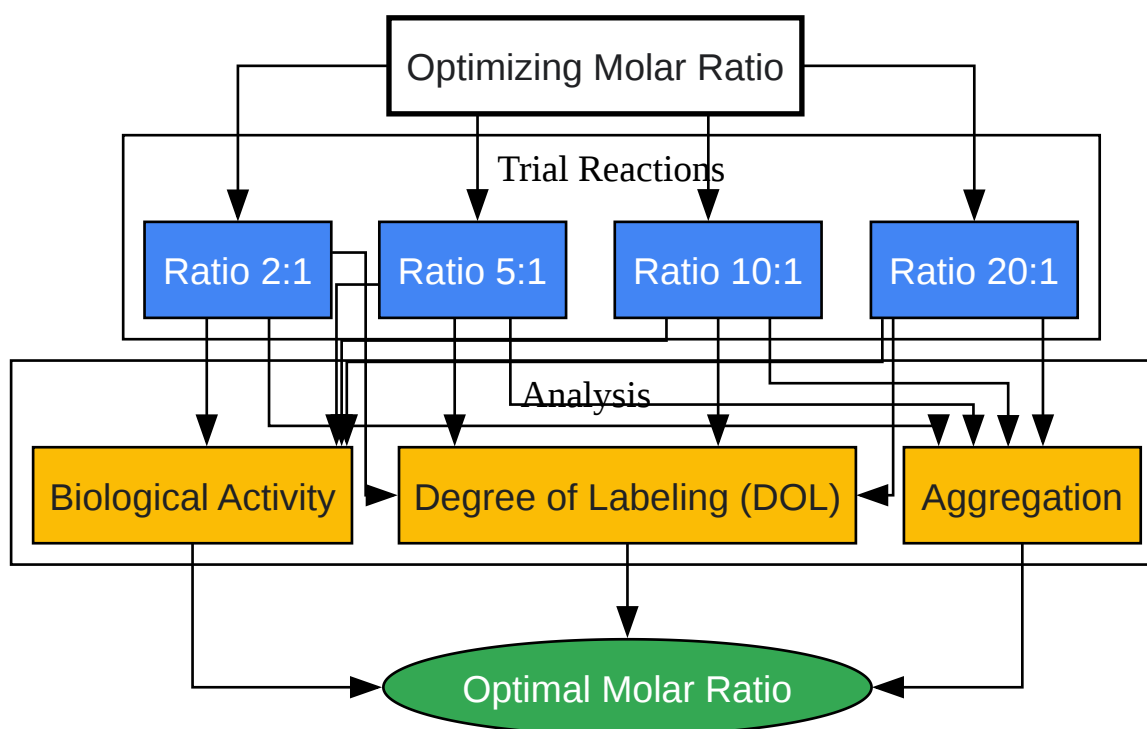 Optimizing Molar Ratio
Trial Reactions
Ratio 2:1
Ratio 5:1
Ratio 10:1
Ratio 20:1
Analysis
Biological Activity
Degree of Labeling (DOL)
Aggregation
Optimal Molar Ratio